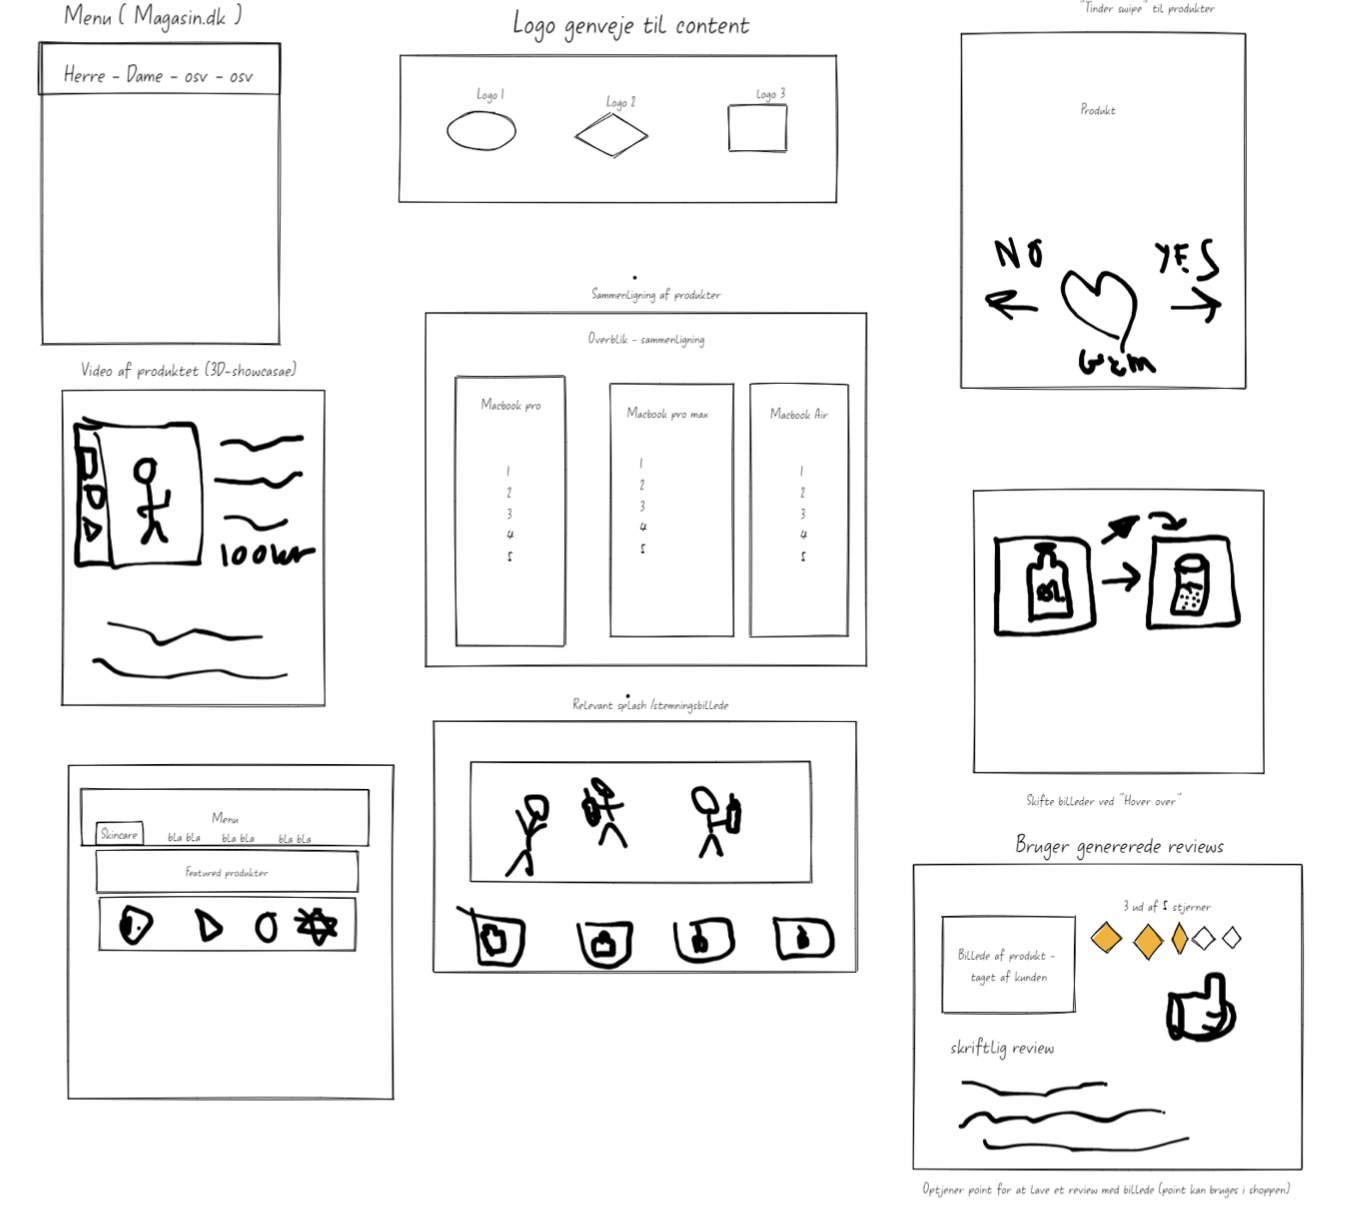 Menu ( Magasin.dk )
Herre - Dame - osv - osv
Logo genveje til content
Logo 1
Logo 2
Logo 3
"Tinder swipe" til produkter
Produkt
NO
YES
GEM
Video af produktet (3D-showcasae)
100kr
Sammenligning af produkter
Overblik - sammenligning
Macbook pro
1
2
3
4
5
Macbook pro max
1
2
3
4
5
Macbook Air
1
2
3
4
5
Skifte billeder ved "Hover over"
Menu
Skincare bla bla bla bla bla bla
Featured produkter
Relevant splash /stemningsbillede
Bruger genererede reviews
3 ud af 5 stjerner
Billede af produkt -
taget af kunden
skriftlig review
Optjener point for at lave et review med billede (point kan bruges i shoppen)